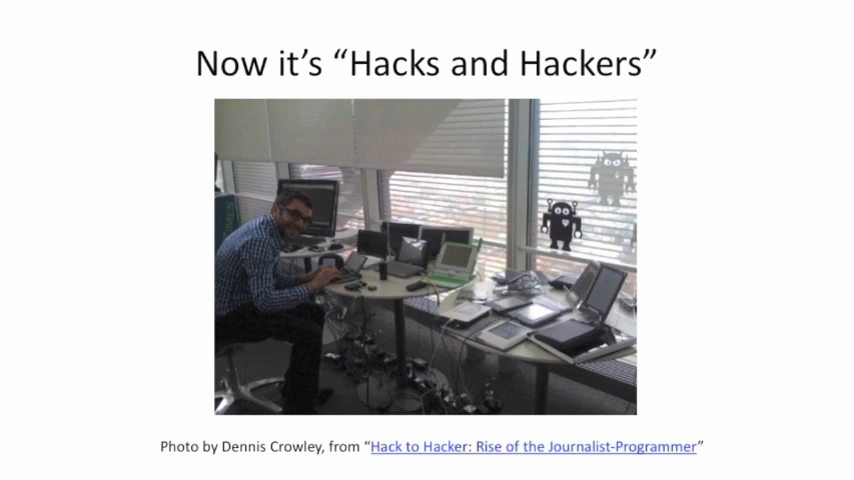 Now it’s “Hacks and Hackers”
Photo by Dennis Crowley, from “Hack to Hacker: Rise of the Journalist-Programmer”